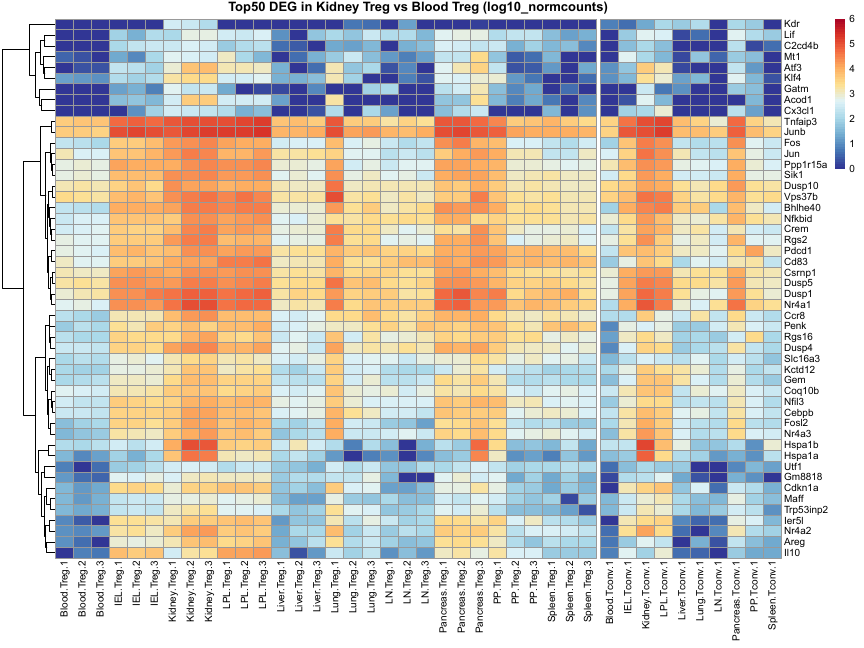 Top50 DEG in Kidney Treg vs Blood Treg (log10_normcounts)
Kdr
Lif
C2cd4b
Mt1
Atf3
Klf4
Gatm
Acod1
Cx3cl1
Tnfaip3
Junb
Fos
Jun
Ppp1r15a
Sik1
Dusp10
Vps37b
Bhlhe40
Nfkbid
Crem
Rgs2
Pdcd1
Cd83
Csrnp1
Dusp5
Dusp1
Nr4a1
Ccr8
Penk
Rgs16
Dusp4
Slc16a3
Kctd12
Gem
Coq10b
Nfil3
Cebpb
Fosl2
Nr4a3
Hspa1b
Hspa1a
Utf1
Gm8818
Cdkn1a
Maff
Trp53inp2
Ier5l
Nr4a2
Areg
Il10
6
5
4
3
2
1
0
Blood.Treg.1
Blood.Treg.2
Blood.Treg.3
IEL.Treg.1
IEL.Treg.2
IEL.Treg.3
Kidney.Treg.1
Kidney.Treg.2
Kidney.Treg.3
LPL.Treg.1
LPL.Treg.2
LPL.Treg.3
Liver.Treg.1
Liver.Treg.2
Liver.Treg.3
Lung.Treg.1
Lung.Treg.2
Lung.Treg.3
LN.Treg.1
LN.Treg.2
LN.Treg.3
Pancreas.Treg.1
Pancreas.Treg.2
Pancreas.Treg.3
PP.Treg.1
PP.Treg.2
PP.Treg.3
Spleen.Treg.1
Spleen.Treg.2
Spleen.Treg.3
Blood.Tconv.1
IEL.Tconv.1
Kidney.Tconv.1
LPL.Tconv.1
Liver.Tconv.1
Lung.Tconv.1
LN.Tconv.1
Pancreas.Tconv.1
PP.Tconv.1
Spleen.Tconv.1